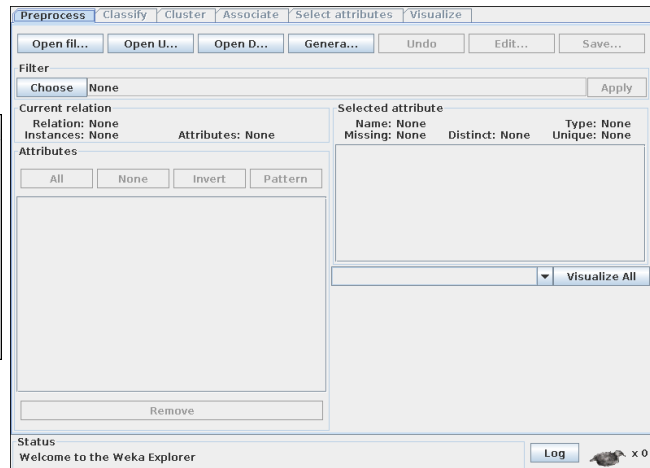 Preprocess Classify Cluster Associate Select attributes Visualize
Open fil... Open U... Open D... Genera... Undo Edit... Save...
Filter
Choose None Apply
Current relation
Relation: None
Instances: None Attributes: None
Selected attribute
Name: None Type: None
Missing: None Distinct: None Unique: None
Attributes
All None Invert Pattern
Visualize All
Remove
Status
Welcome to the Weka Explorer
Log x 0